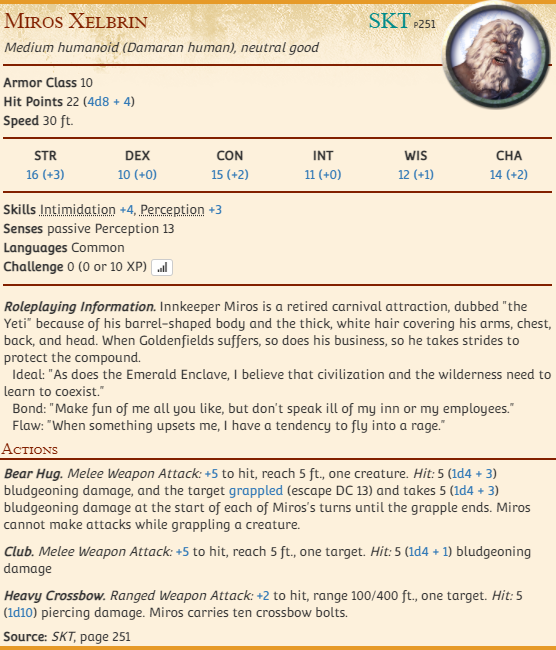 Miros Xelbrin SKT p251
Medium humanoid (Damaran human), neutral good
Armor Class 10
Hit Points 22 (4d8 + 4)
Speed 30 ft.
STR DEX CON INT WIS CHA
16 (+3) 10 (+0) 15 (+2) 11 (+0) 12 (+1) 14 (+2)
Skills Intimidation +4, Perception +3
Senses passive Perception 13
Languages Common
Challenge 0 (0 or 10 XP)
Roleplaying Information. Innkeeper Miros is a retired carnival attraction, dubbed "the
Yeti" because of his barrel-shaped body and the thick, white hair covering his arms, chest,
back, and head. When Goldenfields suffers, so does his business, so he takes strides to
protect the compound.
Ideal: "As does the Emerald Enclave, I believe that civilization and the wilderness need to
learn to coexist."
Bond: "Make fun of me all you like, but don't speak ill of my inn or my employees."
Flaw: "When something upsets me, I have a tendency to fly into a rage."
Actions
Bear Hug. Melee Weapon Attack: +5 to hit, reach 5 ft., one creature. Hit: 5 (1d4 + 3)
bludgeoning damage, and the target grappled (escape DC 13) and takes 5 (1d4 + 3)
bludgeoning damage at the start of each of Miros's turns until the grapple ends. Miros
cannot make attacks while grappling a creature.
Club. Melee Weapon Attack: +5 to hit, reach 5 ft., one target. Hit: 5 (1d4 + 1) bludgeoning
damage
Heavy Crossbow. Ranged Weapon Attack: +2 to hit, range 100/400 ft., one target. Hit: 5
(1d10) piercing damage. Miros carries ten crossbow bolts.
Source: SKT, page 251